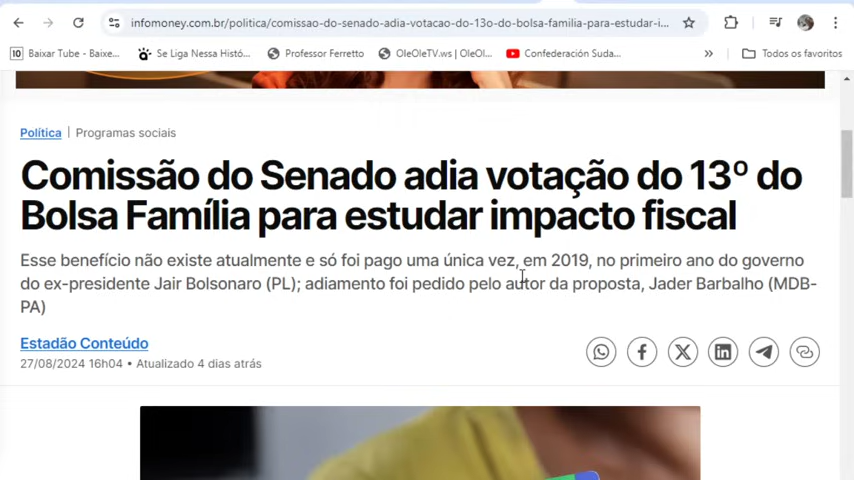 infomoney.com.br/politica/comissao-do-senado-adia-votacao-do-13o-do-bolsa-familia-para-estudar-i...
Baixar Tube - Baixe...
Se Liga Nessa Histó...
Professor Ferretto
OleOleTV.ws | OleOl...
Confederación Suda...
»
Todos os favoritos
Política | Programas sociais
Comissão do Senado adia votação do 13º do
Bolsa Família para estudar impacto fiscal
Esse benefício não existe atualmente e só foi pago uma única vez, em 2019, no primeiro ano do governo
do ex-presidente Jair Bolsonaro (PL); adiamento foi pedido pelo autor da proposta, Jader Barbalho (MDB-
PA)
Estadão Conteúdo
27/08/2024 16h04 • Atualizado 4 dias atrás